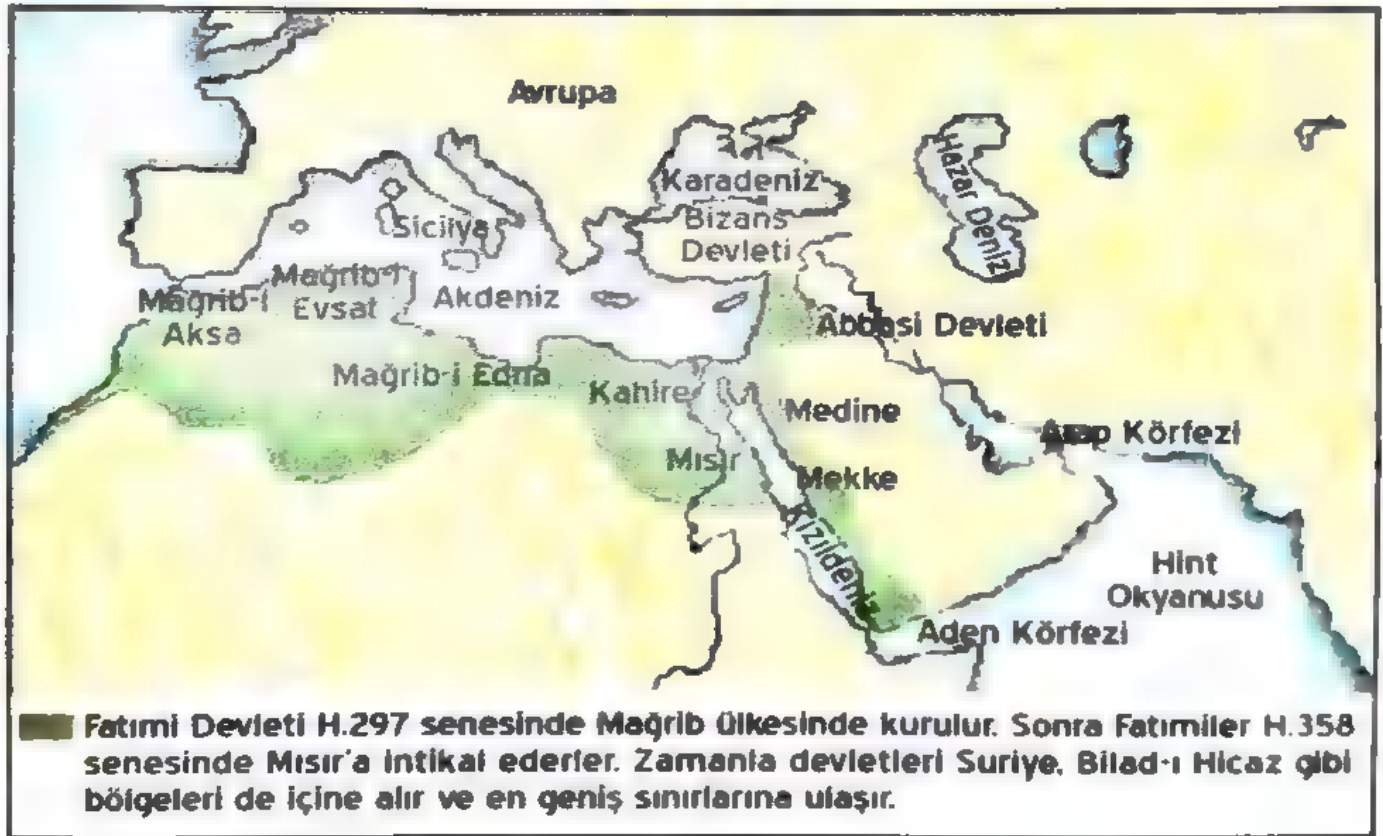 Avrupa
Karadeniz
Hazar Deniz
Bizans
Devleti
Sicilya
Mağrib-i
Evsat
Mağrib-i
Aksa
Akdeniz
Abbasi Devleti
Mağrib-i Edna
Kahire
Medine
Arap Körfezi
Mısır
Mekke
Kızıldeniz
Hint
Okyanusu
Aden Körfezi
Fatımi Devleti H.297 senesinde Mağrib ülkesinde kurulur. Sonra Fatımiler H.358
senesinde Mısır'a intikal ederler. Zamanla devletleri Suriye, Bilad-ı Hicaz gibi
bölgeleri de içine alır ve en geniş sınırlarına ulaşır.